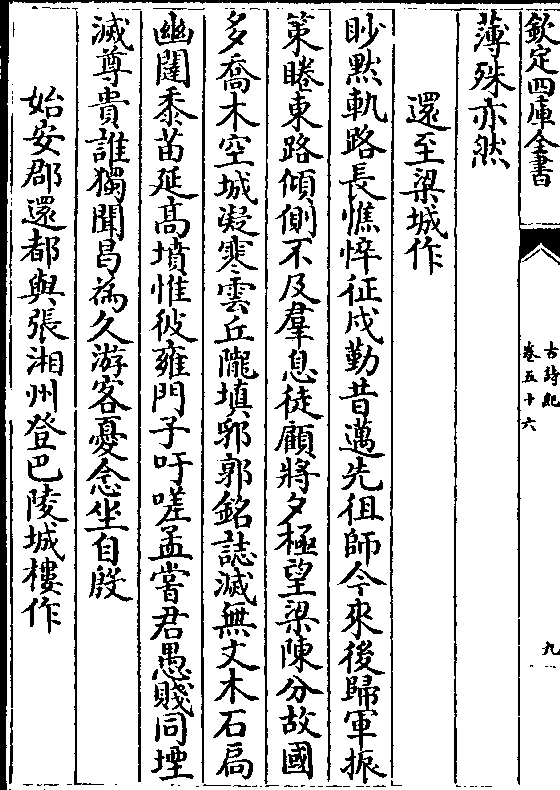 欽定四庫全書
古詩紀
卷五十六
九
薄殊亦然
還至梁城作
眇黙軌路長憔悴征戍勤昔邁先徂師今來後歸軍振
策睠東路傾側不及羣息徒顧將夕極望梁陳分故國
多喬木空城凝寒雲丘隴填郛郭銘誌滅無文木石扃
幽闥黍苗延髙墳惟彼雍門子吁嗟孟嘗君愚賤同堙
滅尊貴誰獨聞曷為久游客憂念坐自殷
始安郡還都與張湘州登巴陵城樓作